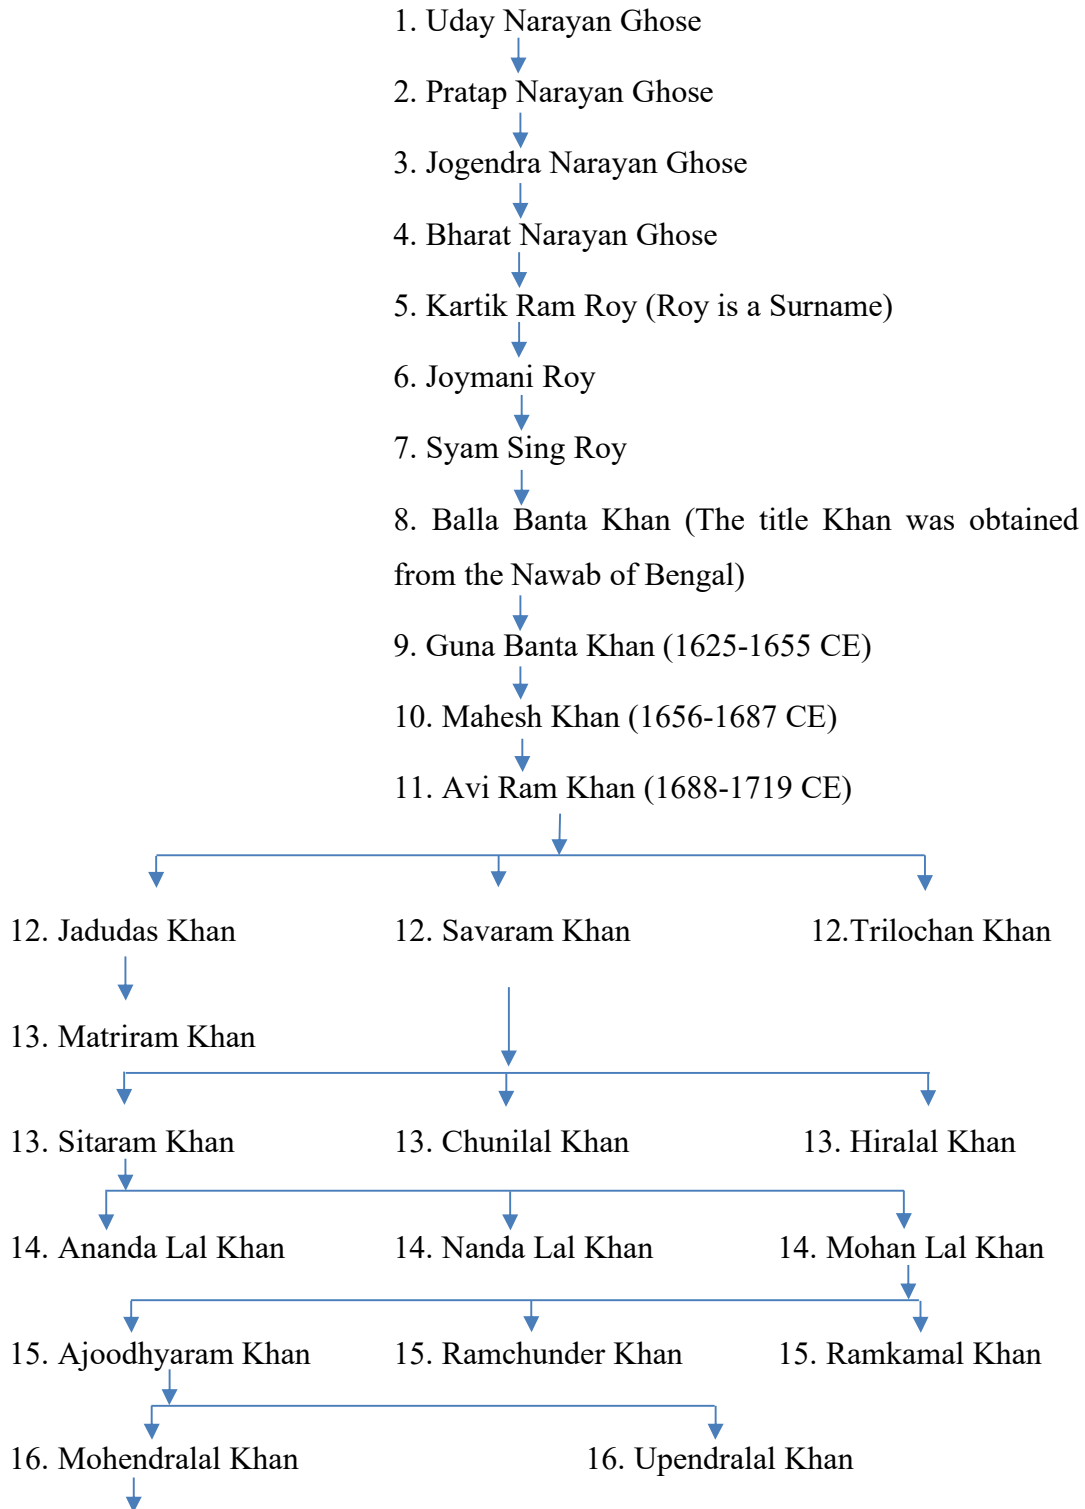 1. Uday Narayan Ghose
2. Pratap Narayan Ghose
3. Jogendra Narayan Ghose
4. Bharat Narayan Ghose
5. Kartik Ram Roy (Roy is a Surname)
6. Joymani Roy
7. Syam Sing Roy
8. Balla Banta Khan (The title Khan was obtained
from the Nawab of Bengal)
9. Guna Banta Khan (1625-1655 CE)
10. Mahesh Khan (1656-1687 CE)
11. Avi Ram Khan (1688-1719 CE)
12. Jadudas Khan 12. Savaram Khan 12.Trilochan Khan
13. Matriram Khan
13. Sitaram Khan 13. Chunilal Khan 13. Hiralal Khan
14. Ananda Lal Khan 14. Nanda Lal Khan 14. Mohan Lal Khan
15. Ajoodhyaram Khan 15. Ramchunder Khan 15. Ramkamal Khan
16. Mohendralal Khan 16. Upendralal Khan